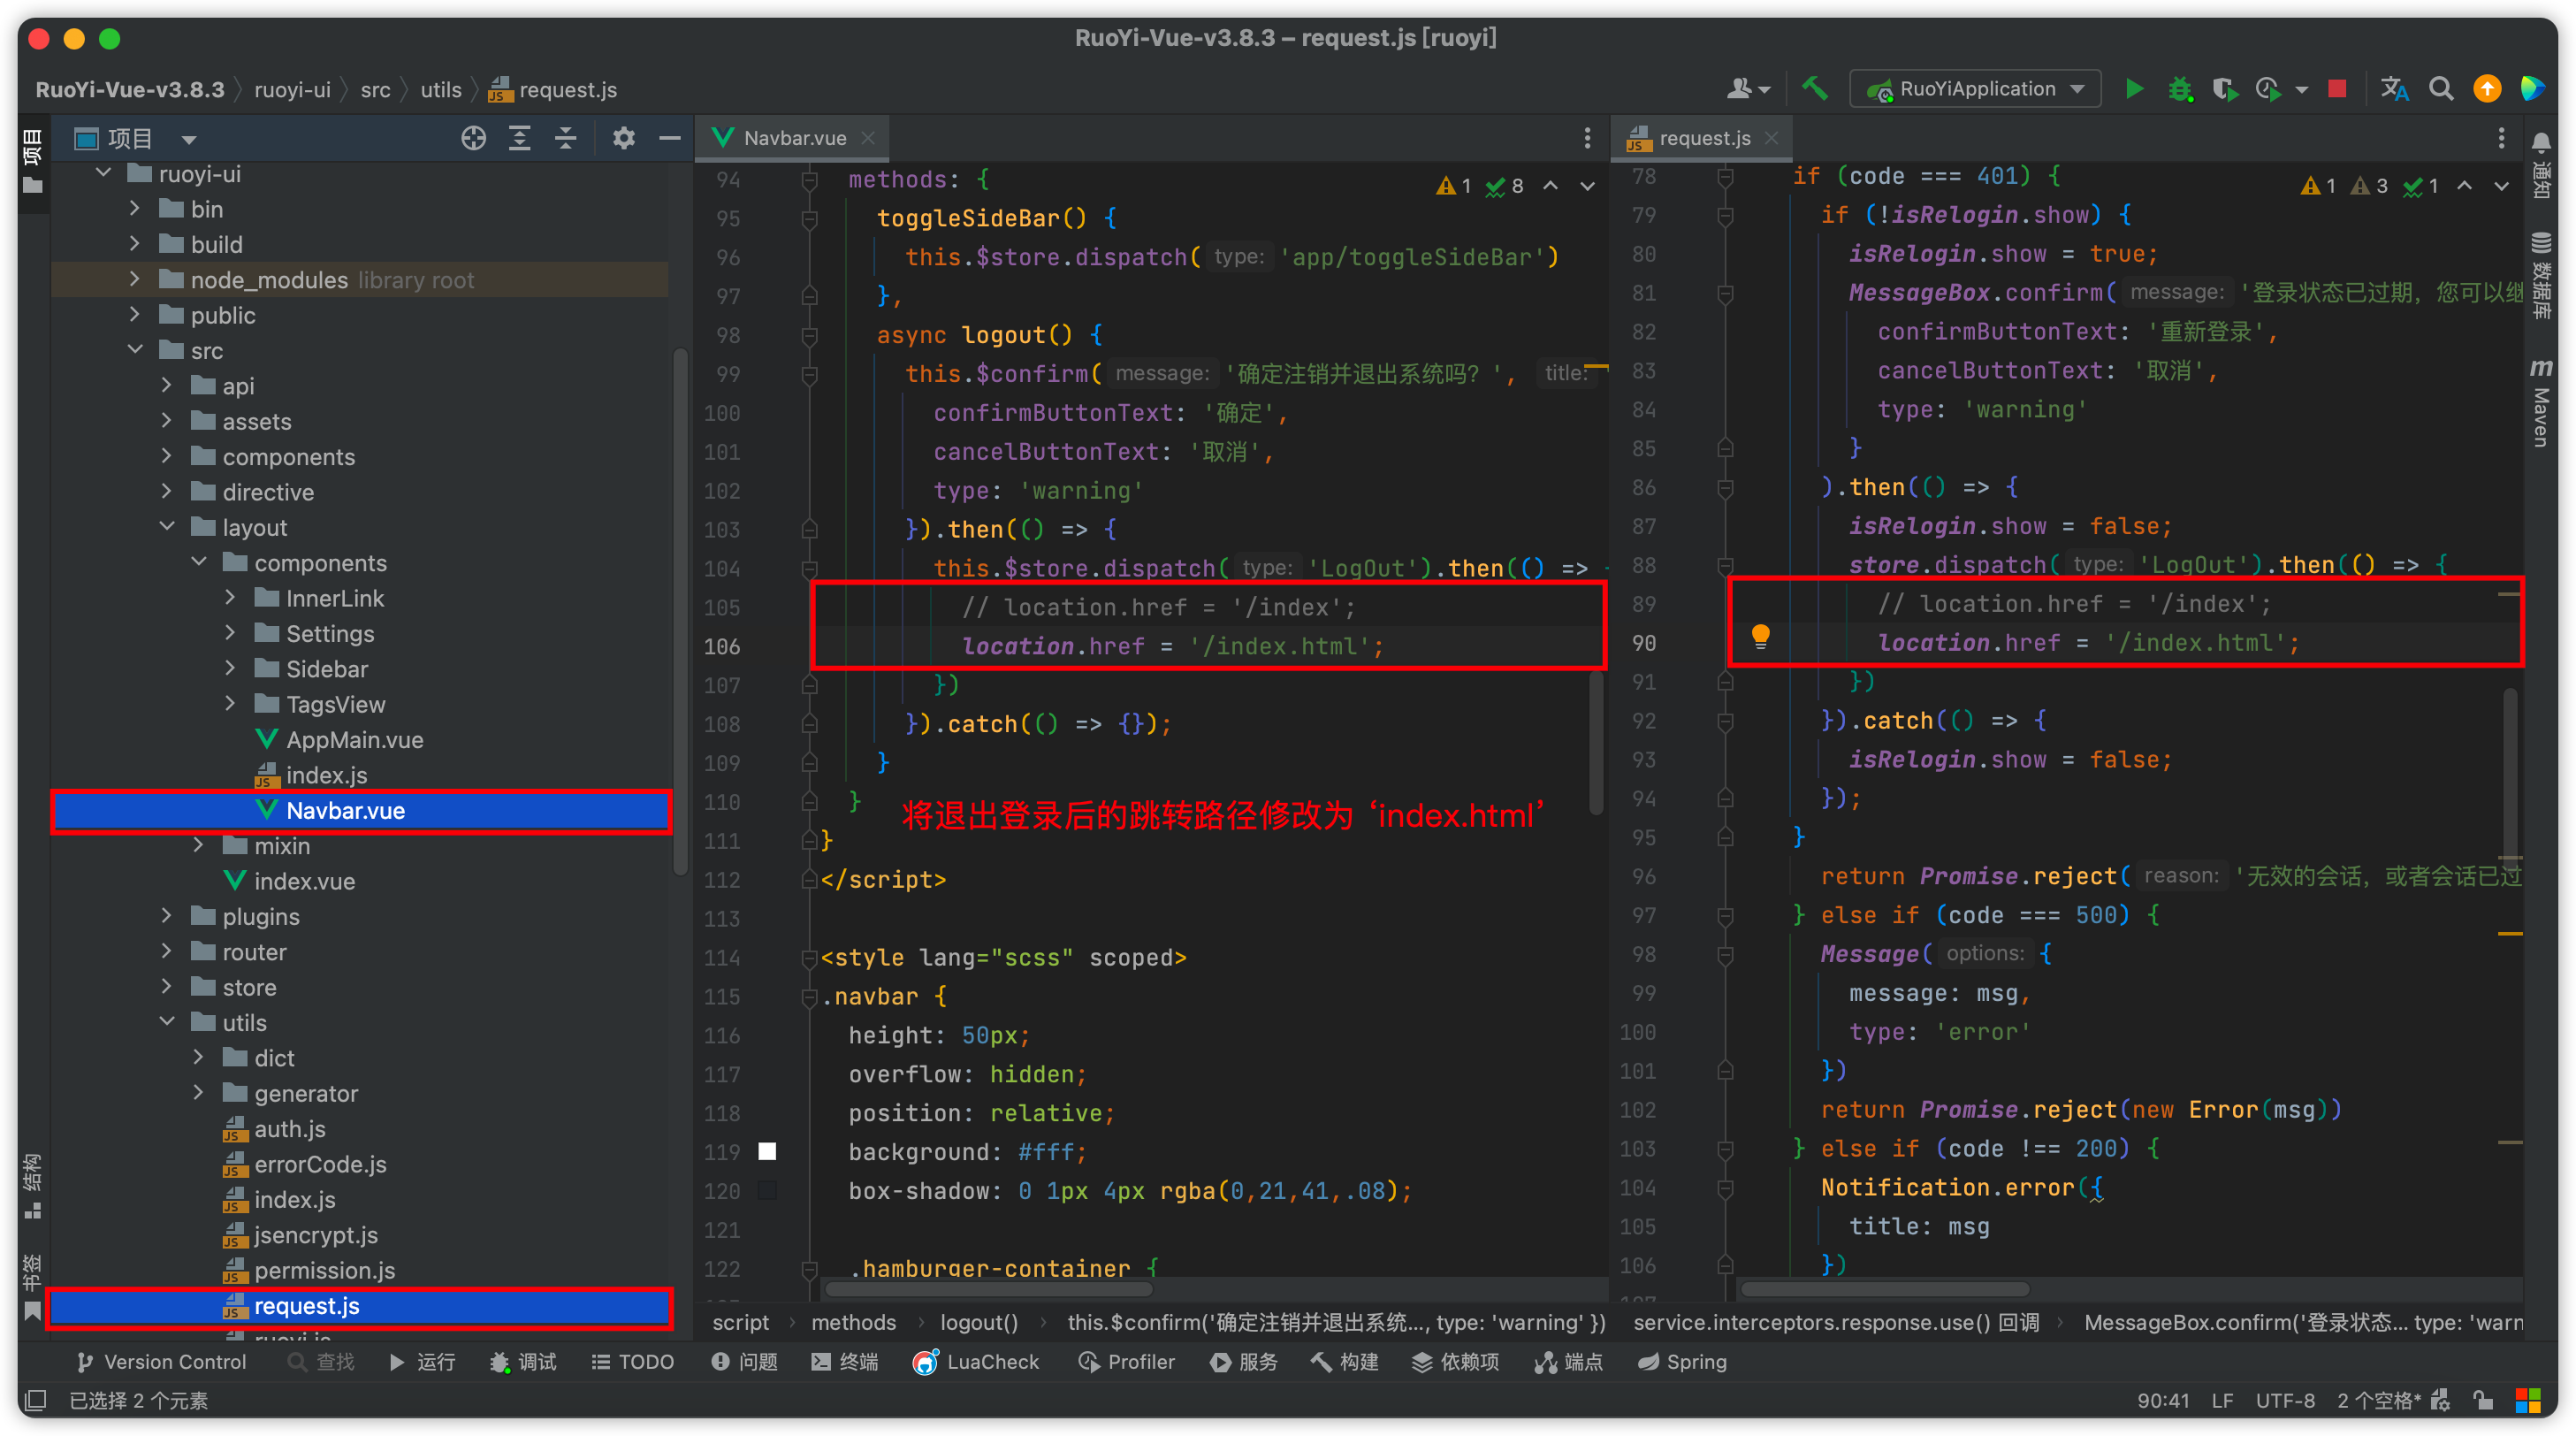 RuoYi-Vue-v3.8.3 – request.js [ruoyi]
RuoYi-Vue-v3.8.3 ruoyi-ui src utils request.js
RuoYiApplication
项目
项目
ruoyi-ui
bin
build
node_modules library root
public
src
api
assets
components
directive
layout
components
InnerLink
Settings
Sidebar
TagsView
AppMain.vue
index.js
Navbar.vue
mixin
index.vue
plugins
router
store
utils
dict
generator
auth.js
errorCode.js
index.js
jsencrypt.js
permission.js
request.js
ruoyi.js
结构
书签
Navbar.vue
1 8
94 methods: {
95 toggleSideBar() {
96 this.$store.dispatch( type: 'app/toggleSideBar')
97 },
98 async logout() {
99 this.$confirm( message: '确定注销并退出系统吗？', title:
100 confirmButtonText: '确定',
101 cancelButtonText: '取消',
102 type: 'warning'
103 }).then(() => {
104 this.$store.dispatch( type: 'LogOut').then(() =>
105 // location.href = '/index';
106 location.href = '/index.html';
107 })
108 }).catch(() => {});
109 }
110 }
将退出登录后的跳转路径修改为‘index.html’
111 }
112 </script>
113
114 <style lang="scss" scoped>
115 .navbar {
116 height: 50px;
117 overflow: hidden;
118 position: relative;
119 background: #fff;
120 box-shadow: 0 1px 4px rgba(0,21,41,.08);
121
122 .hamburger-container {
script methods logout() this.$confirm('确定注销并退出系统..., type: 'warning' })
request.js
1 3 1
78 if (code === 401) {
79 if (!isRelogin.show) {
80 isRelogin.show = true;
81 MessageBox.confirm( message: '登录状态已过期，您可以继
82 confirmButtonText: '重新登录',
83 cancelButtonText: '取消',
84 type: 'warning'
85 }
86 ).then(() => {
87 isRelogin.show = false;
88 store.dispatch( type: 'LogOut').then(() => {
89 // location.href = '/index';
90 location.href = '/index.html';
91 })
92 }).catch(() => {
93 isRelogin.show = false;
94 });
95 }
96 return Promise.reject( reason: '无效的会话，或者会话已过
97 } else if (code === 500) {
98 Message( options: {
99 message: msg,
100 type: 'error'
101 })
102 return Promise.reject(new Error(msg))
103 } else if (code !== 200) {
104 Notification.error({
105 title: msg
106 })
service.interceptors.response.use() 回调 MessageBox.confirm('登录状态... type: 'warn
通知
数据库
m Maven
Version Control 查找 运行 调试 TODO 问题 终端 LuaCheck Profiler 服务 构建 依赖项 端点 Spring
已选择 2 个元素 90:41 LF UTF-8 2 个空格*